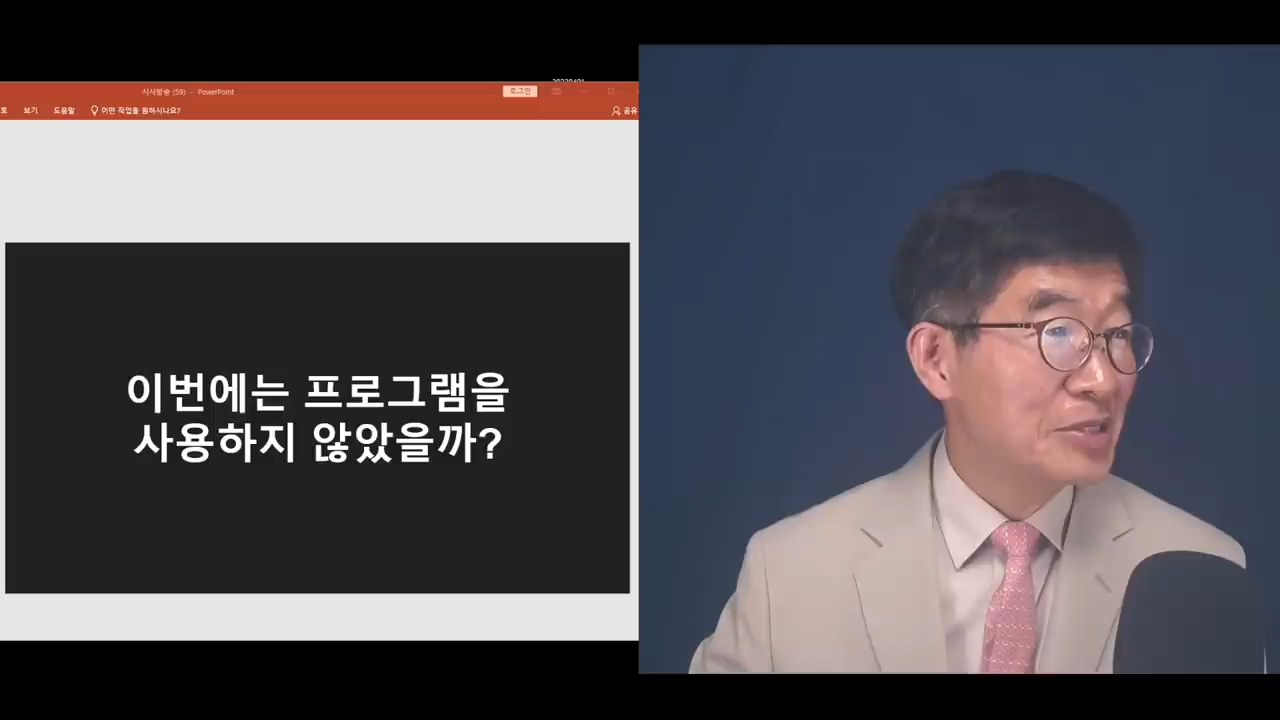 시사방송 (59) - PowerPoint
로그인
보기 도움말 어떤 작업을 원하시나요? 공유
이번에는 프로그램을
사용하지 않았을까?